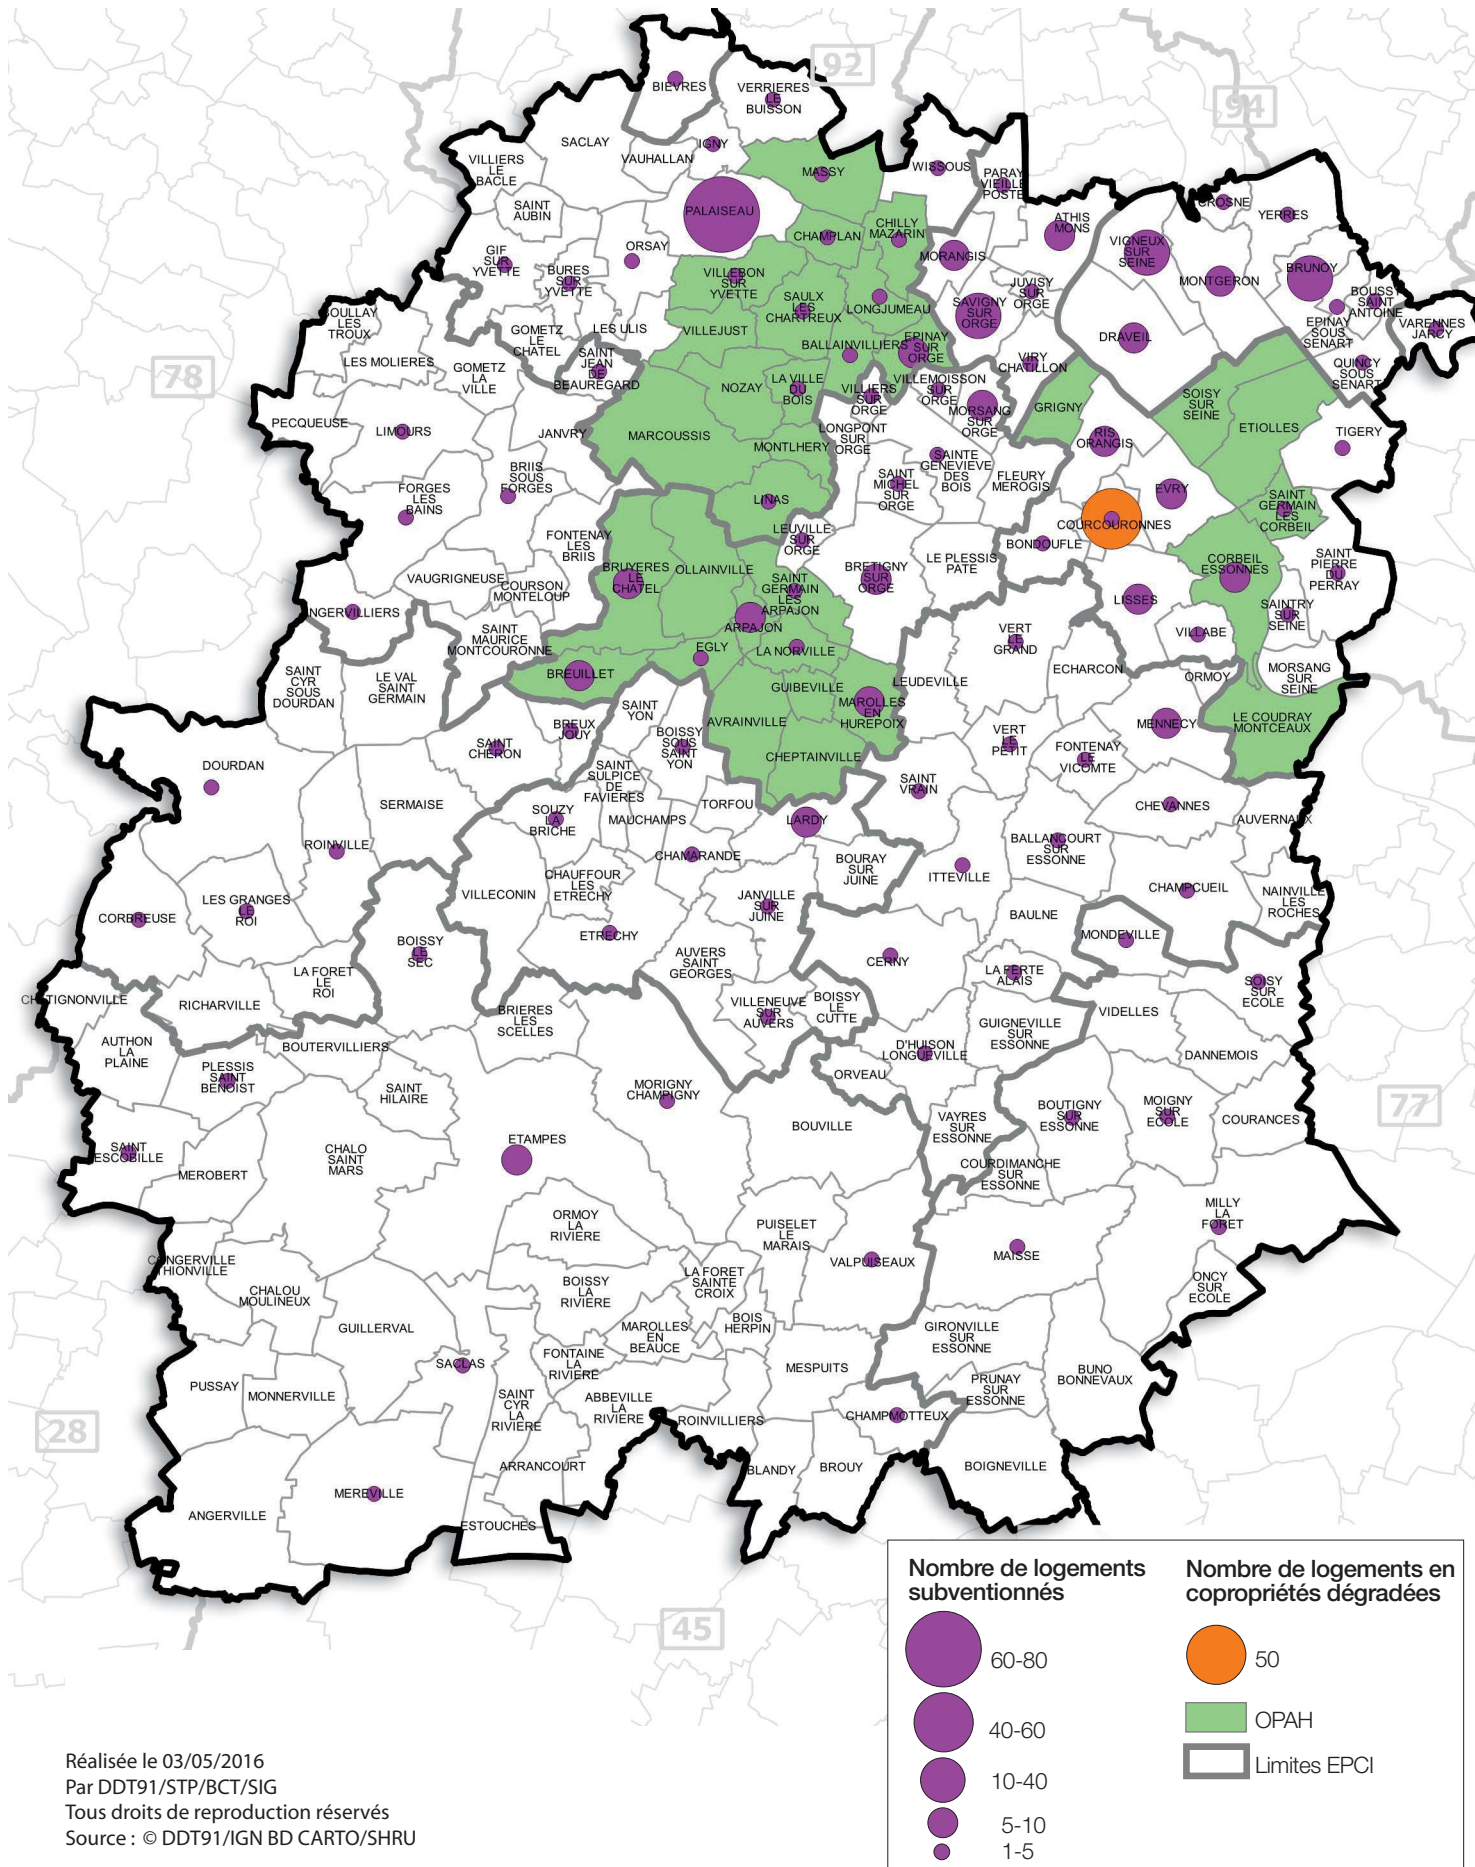 92
94
78
77
28
45
BIEVRES
VERRIERES
LE
BUISSON
SACLAY
VAUHALLAN
IGNY
VILLIERS
LE
BACLE
SAINT
AUBIN
MASSY
WISSOUS
PARAY
VIEILLE
POSTE
PALAISEAU
CHAMPLAN
CHILLY
MAZARIN
ATHIS
MONS
CROSNE
YERRES
VIGNEUX
SUR
SEINE
MORANGIS
GIF
SUR
YVETTE
BURES
SUR
YVETTE
ORSAY
VILLEBON
SUR
YVETTE
SAULX
LES
CHARTREUX
LONGJUMEAU
SAVIGNY
SUR
ORGE
JUVISY
SUR
ORGE
MONTGERON
BRUNOY
BOUSSY
SAINT
ANTOINE
EPINAY
SOUS
SENART
VARENNES
JARCY
QUINCY
SOUS
SENART
DRAVEIL
BOULLAY
LES
TROUX
GOMETZ
LE
CHATEL
LES ULIS
VILLEJUST
BALLAINVILLIERS
EPINAY
SUR
ORGE
VIRY
CHATILLON
LES MOLIERES
GOMETZ
LA
VILLE
SAINT
JEAN
DE
BEAUREGARD
NOZAY
LA VILLE
DU
BOIS
VILLIERS
SUR
ORGE
VILLEMOISSON
SUR
ORGE
MORSANG
SUR
ORGE
GRIGNY
SOISY
SUR
SEINE
ETIOLLES
TIGERY
PECQUEUSE
LIMOURS
JANVRY
MARCOUSSIS
MONTLHERY
LONGPONT
SUR
ORGE
SAINTE
GENEVIEVE
DES
BOIS
RIS
ORANGIS
FORGES
LES
BAINS
BRIIS
SOUS
FORGES
LINAS
SAINT
MICHEL
SUR
ORGE
FLEURY
MEROGIS
EVRY
COURCOURONNES
SAINT
GERMAIN
LES
CORBEIL
FONTENAY
LES
BRIIS
LEUVILLE
SUR
ORGE
BONDOUFLE
BRUYERES
LE
CHATEL
OLLAINVILLE
BRETIGNY
SUR
ORGE
LE PLESSIS
PATE
CORBEIL
ESSONNES
SAINT
PIERRE
DU
PERRAY
VAUGRIGNEUSE
COURSON
MONTELOUP
SAINT
GERMAIN
LES
ARPAJON
LISSES
SAINTRY
SUR
SEINE
ANGERVILLIERS
ARPAJON
VERT
LE
GRAND
VILLABE
SAINT
MAURICE
MONTCOURONNE
EGLY
LA NORVILLE
ECHARCON
MORSANG
SUR
SEINE
SAINT
CYR
SOUS
DOURDAN
LE VAL
SAINT
GERMAIN
BREUILLET
GUIBEVILLE
MAROLLES
EN
HUREPOIX
LEUDEVILLE
ORMOY
LE COUDRAY
MONTCEAUX
SAINT
YON
AVRAINVILLE
MENNECY
BREUX
JOUY
BOISSY
SOUS
SAINT
YON
VERT
LE
PETIT
FONTENAY
LE
VICOMTE
DOURDAN
SAINT
CHERON
SAINT
SULPICE
DE
FAVIERES
CHEPTAINVILLE
SAINT
VRAIN
CHEVANNES
AUVERNAUX
SERMAISE
SOUZY
LA
BRICHE
MAUCHAMPS
TORFOU
LARDY
BALLANCOURT
SUR
ESSONNE
ROINVILLE
CHAMARANDE
BOURAY
SUR
JUINE
ITTEVILLE
CHAMPCUEIL
NAINVILLE
LES
ROCHES
CORBREUSE
LES GRANGES
LE
ROI
VILLECONIN
CHAUFFOUR
LES
ETRECHY
JANVILLE
SUR
JUINE
BAULNE
MONDEVILLE
BOISSY
LE
SEC
ETRECHY
AUVERS
SAINT
GEORGES
CERNY
LA FERTE
ALAIS
SOISY
SUR
ECOLE
LA FORET
LE
ROI
CHATIGNONVILLE
RICHARVILLE
BRIERES
LES
SCELLES
VILLENEUVE
SUR
AUVERS
BOISSY
LE
CUTTE
GUIGNEVILLE
SUR
ESSONNE
VIDELLES
AUTHON
LA
PLAINE
BOUTERVILLIERS
D'HUISON
LONGUEVILLE
DANNEMOIS
PLESSIS
SAINT
BENOIST
SAINT
HILAIRE
MORIGNY
CHAMPIGNY
ORVEAU
BOUTIGNY
SUR
ESSONNE
MOIGNY
SUR
ECOLE
COURANCES
BOUVILLE
VAYRES
SUR
ESSONNE
SAINT
ESCOBILLE
MEROBERT
CHALO
SAINT
MARS
ETAMPES
COURDIMANCHE
SUR
ESSONNE
MILLY
LA
FORET
ORMOY
LA
RIVIERE
PUISELET
LE
MARAIS
MAISSE
CONGERVILLE
THIONVILLE
VALPUISEAUX
CHALOU
MOULINEUX
BOISSY
LA
RIVIERE
LA FORET
SAINTE
CROIX
ONCY
SUR
ECOLE
GUILLERVAL
MAROLLES
EN
BEAUCE
BOIS
HERPIN
GIRONVILLE
SUR
ESSONNE
SACLAS
FONTAINE
LA
RIVIERE
MESPUITS
BUNO
BONNEVAUX
PUSSAY
MONNERVILLE
SAINT
CYR
LA
RIVIERE
ABBEVILLE
LA
RIVIERE
PRUNAY
SUR
ESSONNE
ROINVILLIERS
CHAMPMOTTEUX
ARRANCOURT
BLANDY
BROUY
BOIGNEVILLE
MEREVILLE
ANGERVILLE
ESTOUCHES
Nombre de logements
subventionnés
60-80
40-60
10-40
5-10
1-5
Nombre de logements en
copropriétés dégradées
50
OPAH
Limites EPCI
Réalisée le 03/05/2016
Par DDT91/STP/BCT/SIG
Tous droits de reproduction réservés
Source : © DDT91/IGN BD CARTO/SHRU